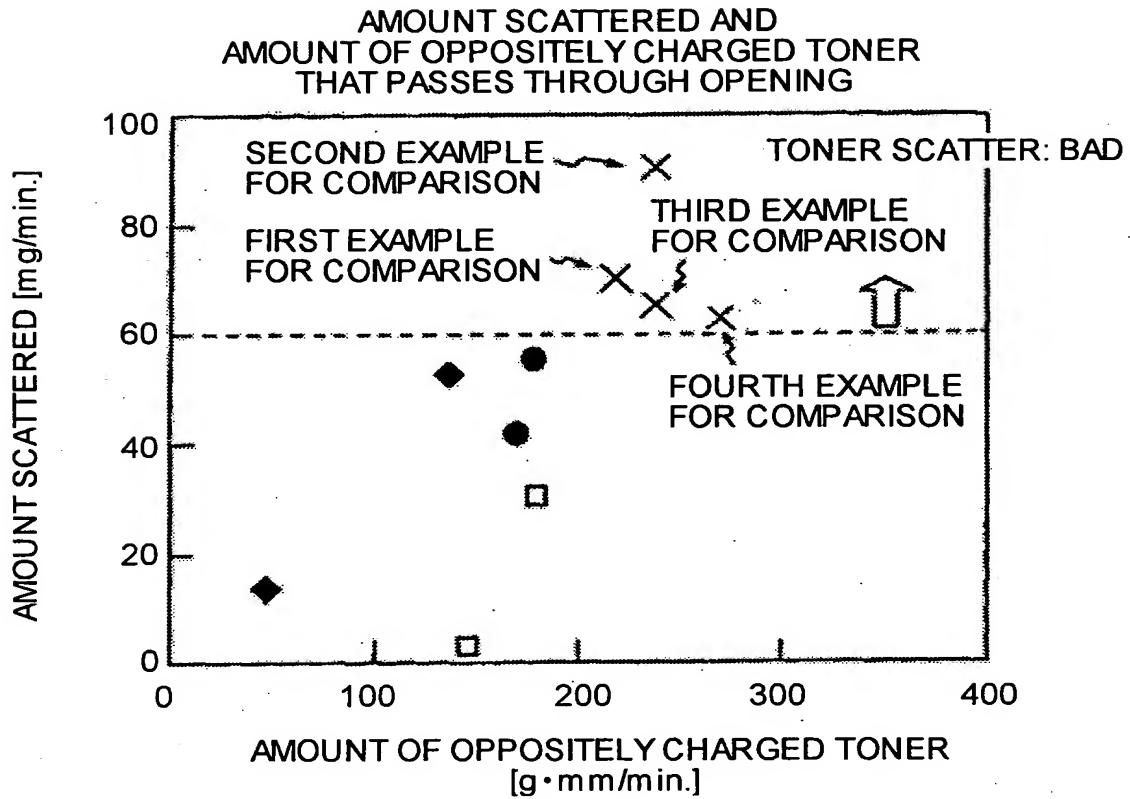 AMOUNT SCATTERED AND
AMOUNT OF OPPOSITELY CHARGED TONER
THAT PASSES THROUGH OPENING
AMOUNT SCATTERED [mg/min.]
100
80
60
40
20
0
SECOND EXAMPLE
FOR COMPARISON
TONER SCATTER: BAD
THIRD EXAMPLE
FOR COMPARISON
FIRST EXAMPLE
FOR COMPARISON
FOURTH EXAMPLE
FOR COMPARISON
0
100
200
300
400
AMOUNT OF OPPOSITELY CHARGED TONER
[g·mm/min.]